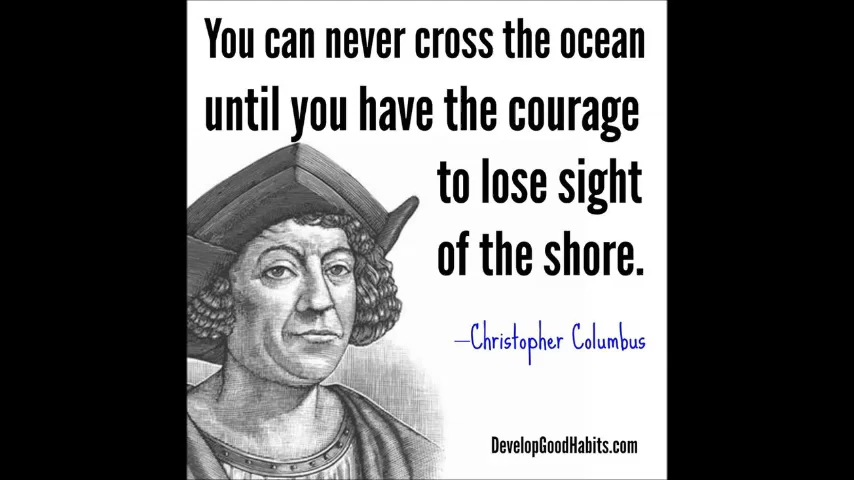 You can never cross the ocean
until you have the courage
to lose sight
of the shore.
—Christopher Columbus
DevelopGoodHabits.com